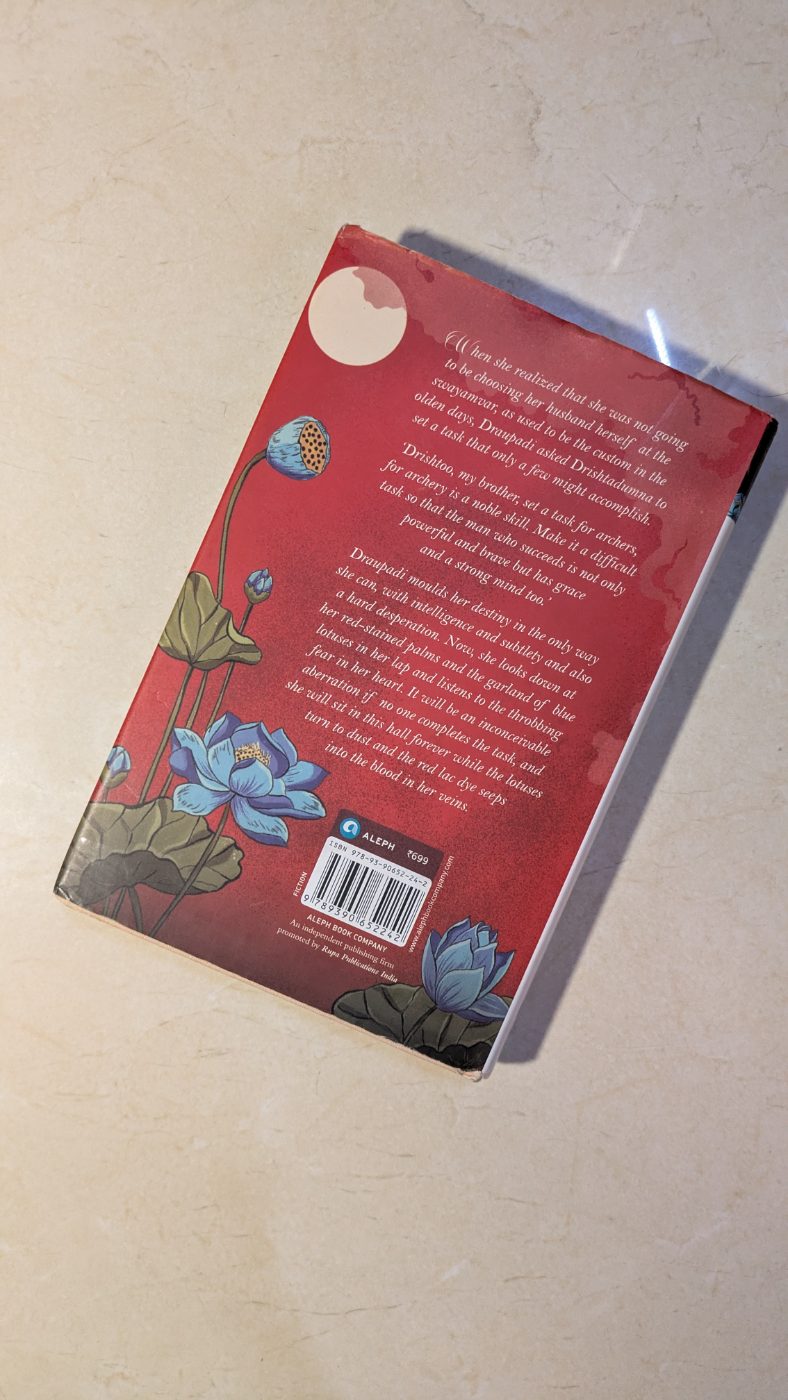 When she realized that she was not going
to be choosing her husband herself at the
swayamvar, as used to be the custom in the
olden days, Draupadi asked Drishtadumna to
set a task that only a few might accomplish.
'Drishtoo, my brother, set a task for archers,
for archery is a noble skill. Make it a difficult
task so that the man who succeeds is not only
powerful and brave but has grace
and a strong mind too.'
Draupadi moulds her destiny in the only way
she can, with intelligence and subtlety and also
a hard desperation. Now, she looks down at
her red-stained palms and the garland of blue
lotuses in her lap and listens to the throbbing
fear in her heart. It will be an inconceivable
aberration if no one completes the task, and
she will sit in this hall forever while the lotuses
turn to dust and the red lac dye seeps
into the blood in her veins.
ALEPH ₹699
ISBN 978-93-90652-24-2
9 789390 652242
FICTION
www.alephbookcompany.com
ALEPH BOOK COMPANY
An independent publishing firm
promoted by Rupa Publications India